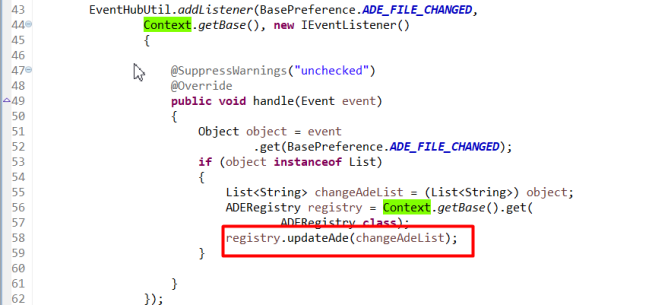 43 EventHubUtil.addListener(BasePreference.ADE_FILE_CHANGED,
44 Context.getBase(), new IEventListener()
45 {
46
47 @SuppressWarnings("unchecked")
48 @Override
49 public void handle(Event event)
50 {
51 Object object = event
52 .get(BasePreference.ADE_FILE_CHANGED);
53 if (object instanceof List)
54 {
55 List<String> changeAdeList = (List<String>) object;
56 ADERegistry registry = Context.getBase().get(
57 ADERegistry.class);
58 registry.updateAde(changeAdeList);
59 }
60
61 }
62 });